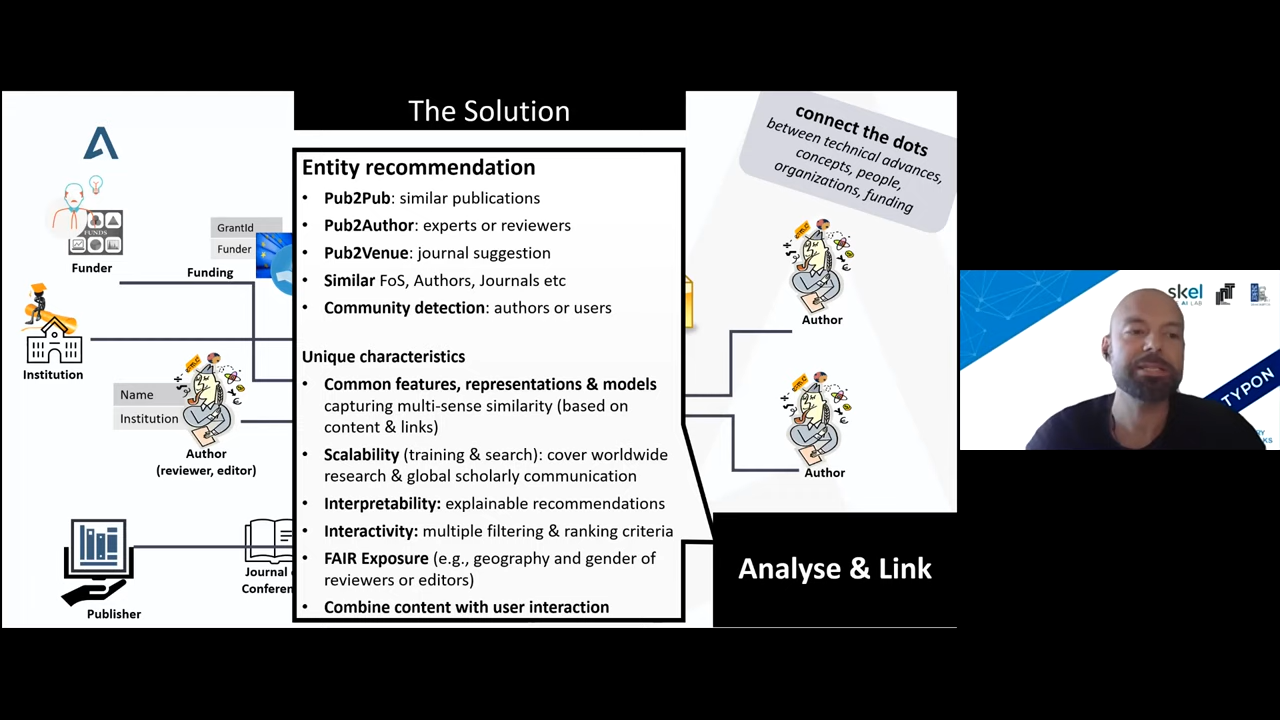 The Solution
Entity recommendation
• Pub2Pub: similar publications
• Pub2Author: experts or reviewers
• Pub2Venue: journal suggestion
• Similar FoS, Authors, Journals etc
• Community detection: authors or users
Unique characteristics
• Common features, representations & models
capturing multi-sense similarity (based on
content & links)
• Scalability (training & search): cover worldwide
research & global scholarly communication
• Interpretability: explainable recommendations
• Interactivity: multiple filtering & ranking criteria
• FAIR Exposure (e.g., geography and gender of
reviewers or editors)
• Combine content with user interaction
FUNDS
Funder
GrantId
Funder
Funding
Institution
Name
Institution
Author
(reviewer, editor)
Journal
Conferen
Publisher
connect the dots
between technical advances,
concepts, people,
organizations, funding
Author
Author
Analyse & Link
skel
AI LAB
TYPON